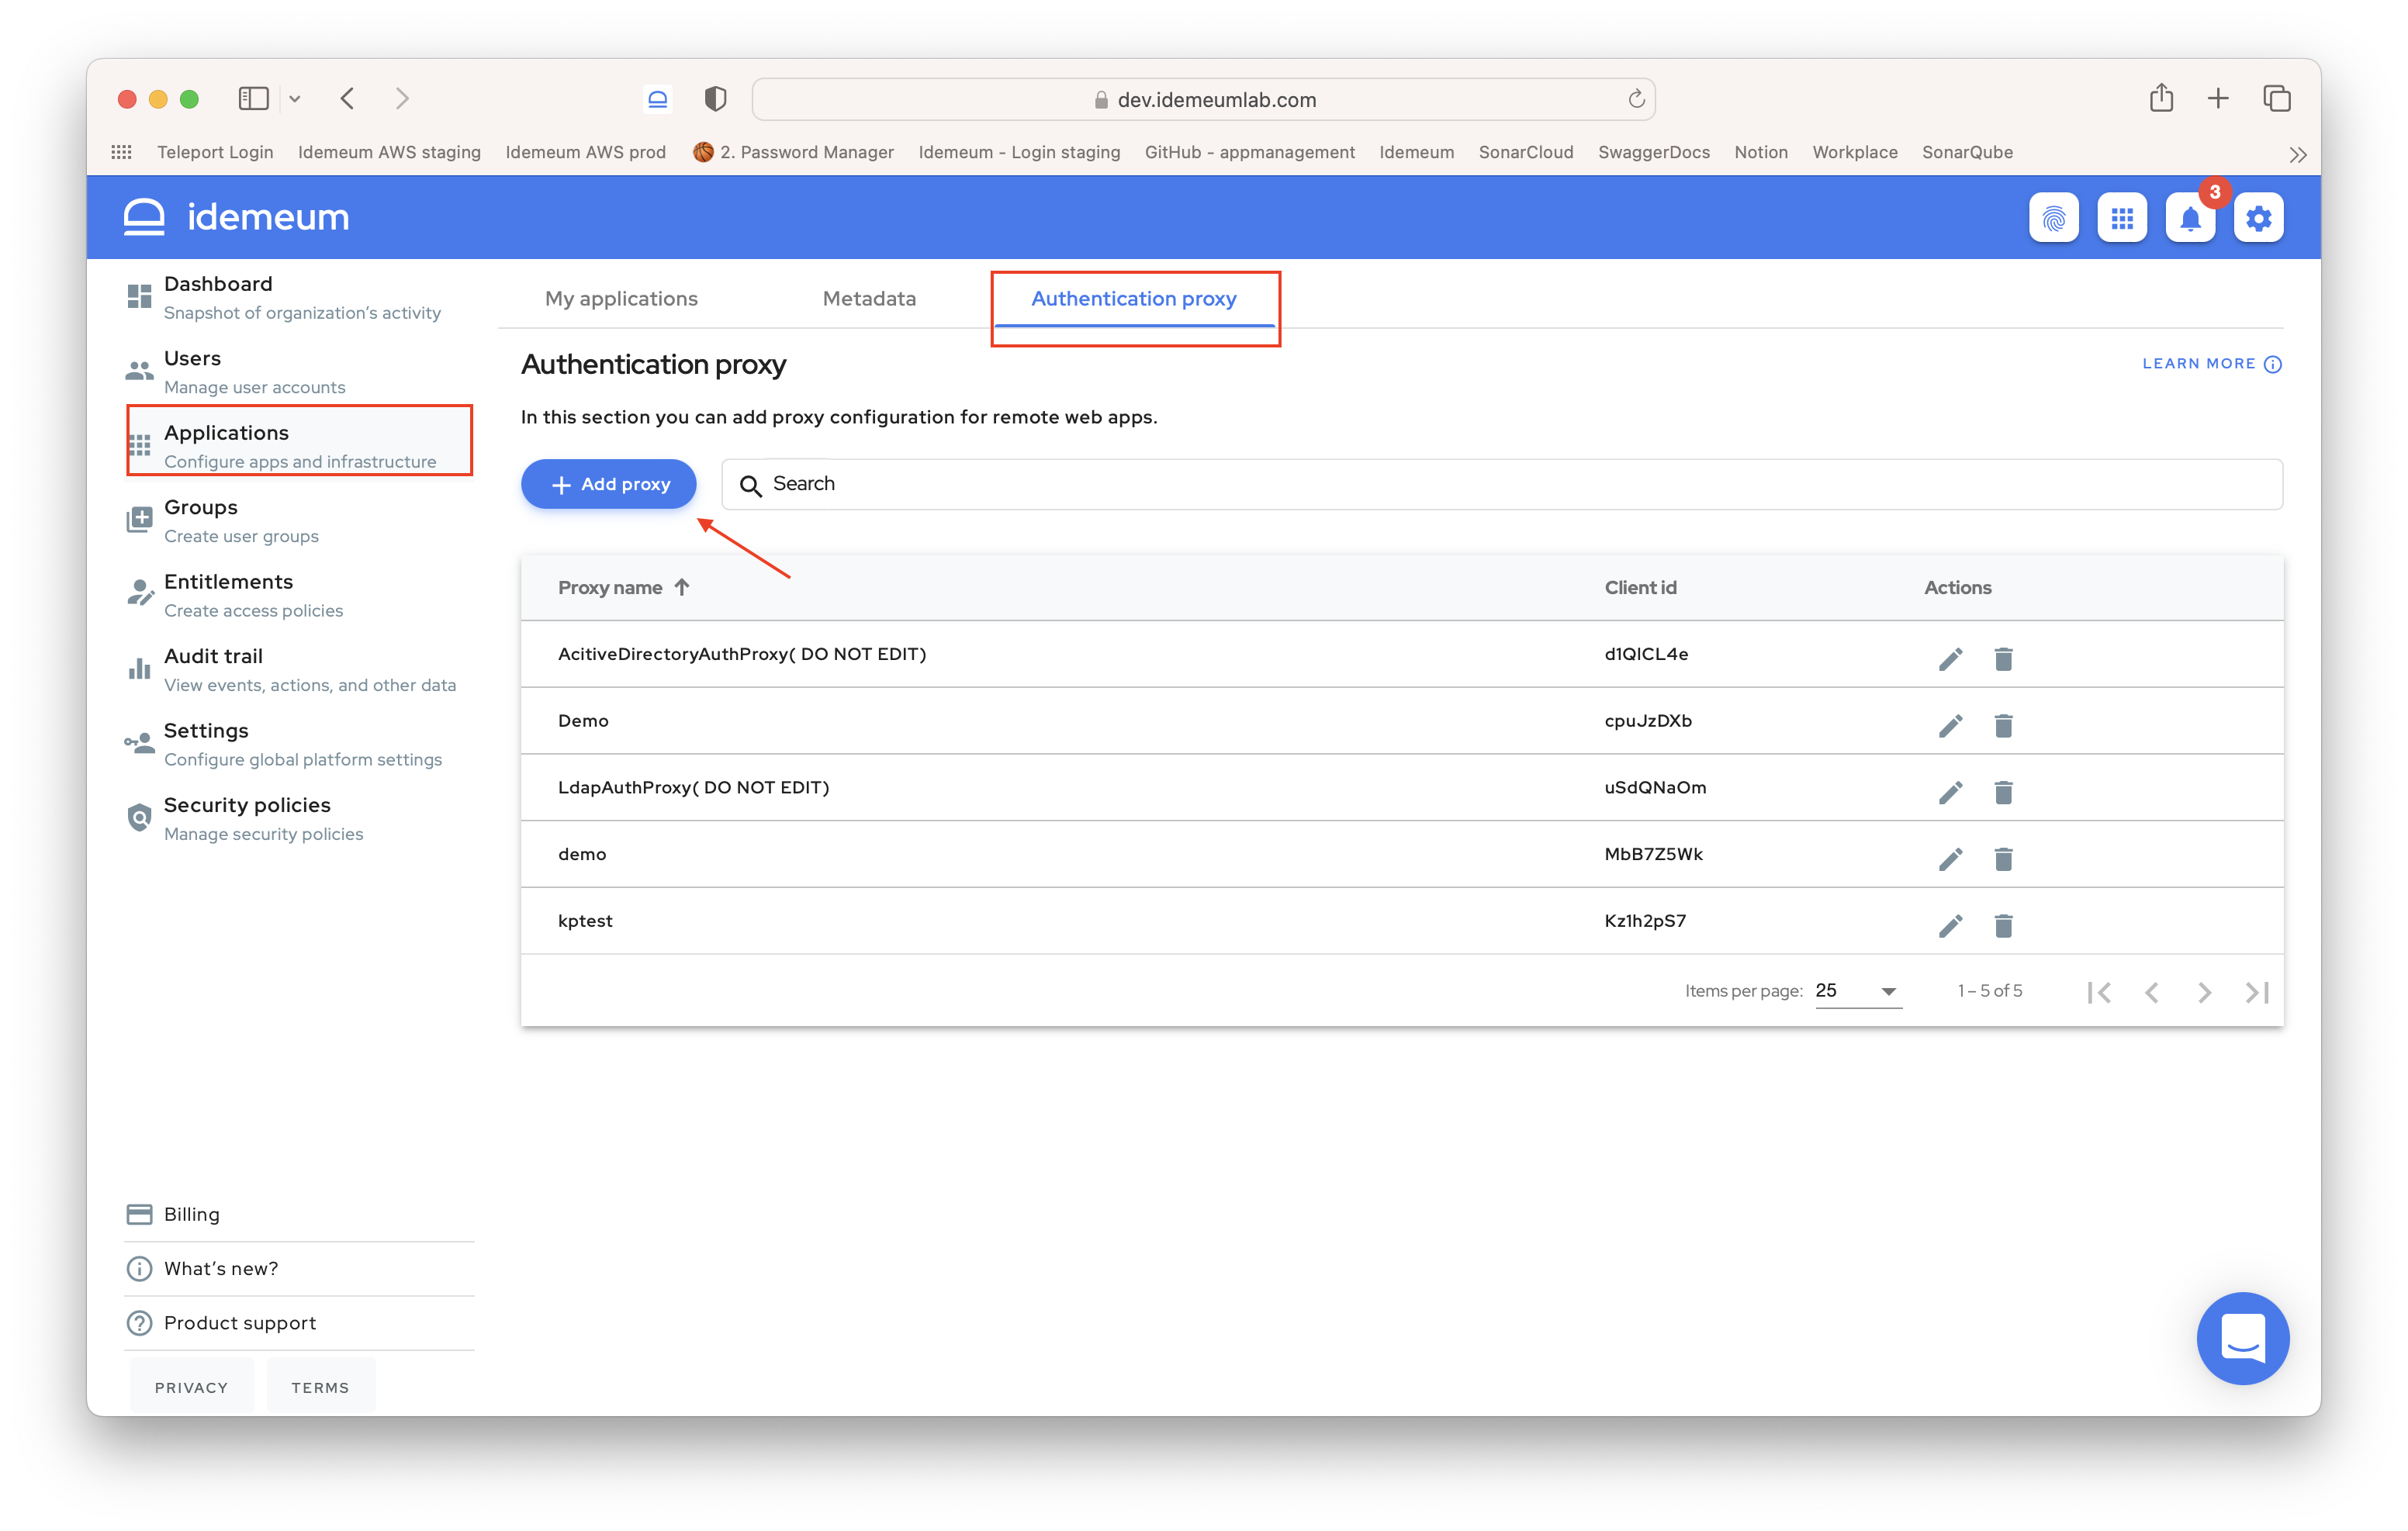 dev.idemeumlab.com
Teleport Login Idemeum AWS staging Idemeum AWS prod 2. Password Manager Idemeum - Login staging GitHub - appmanagement Idemeum SonarCloud SwaggerDocs Notion Workplace SonarQube
idemeum
3
Dashboard
Snapshot of organization's activity
Users
Manage user accounts
Applications
Configure apps and infrastructure
Groups
Create user groups
Entitlements
Create access policies
Audit trail
View events, actions, and other data
Settings
Configure global platform settings
Security policies
Manage security policies
Billing
What's new?
Product support
PRIVACY TERMS
My applications Metadata Authentication proxy
Authentication proxy
LEARN MORE
In this section you can add proxy configuration for remote web apps.
Add proxy
Search
Proxy name Client id Actions
AcitiveDirectoryAuthProxy( DO NOT EDIT) d1QICL4e
Demo cpuJzDXb
LdapAuthProxy( DO NOT EDIT) uSdQNaOm
demo MbB7Z5Wk
kptest Kz1h2pS7
Items per page: 25 1 – 5 of 5